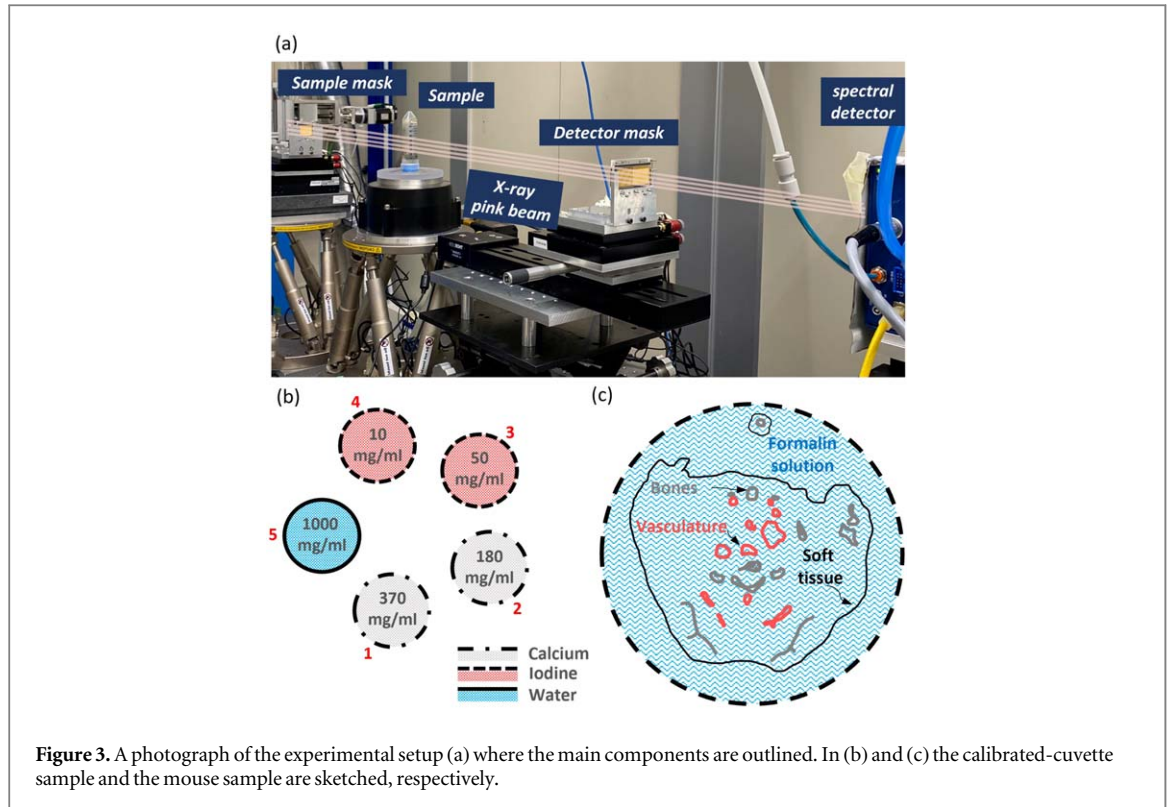 (a)
Sample mask
Sample
spectral
detector
Detector mask
X-ray
pink beam
(b)
4
10
mg/ml
3
50
mg/ml
5
1000
mg/ml
180
mg/ml
2
370
mg/ml
1
Calcium
Iodine
Water
(c)
Formalin
solution
Bones
Vasculature
Soft
tissue
Figure 3. A photograph of the experimental setup (a) where the main components are outlined. In (b) and (c) the calibrated-cuvette
sample and the mouse sample are sketched, respectively.